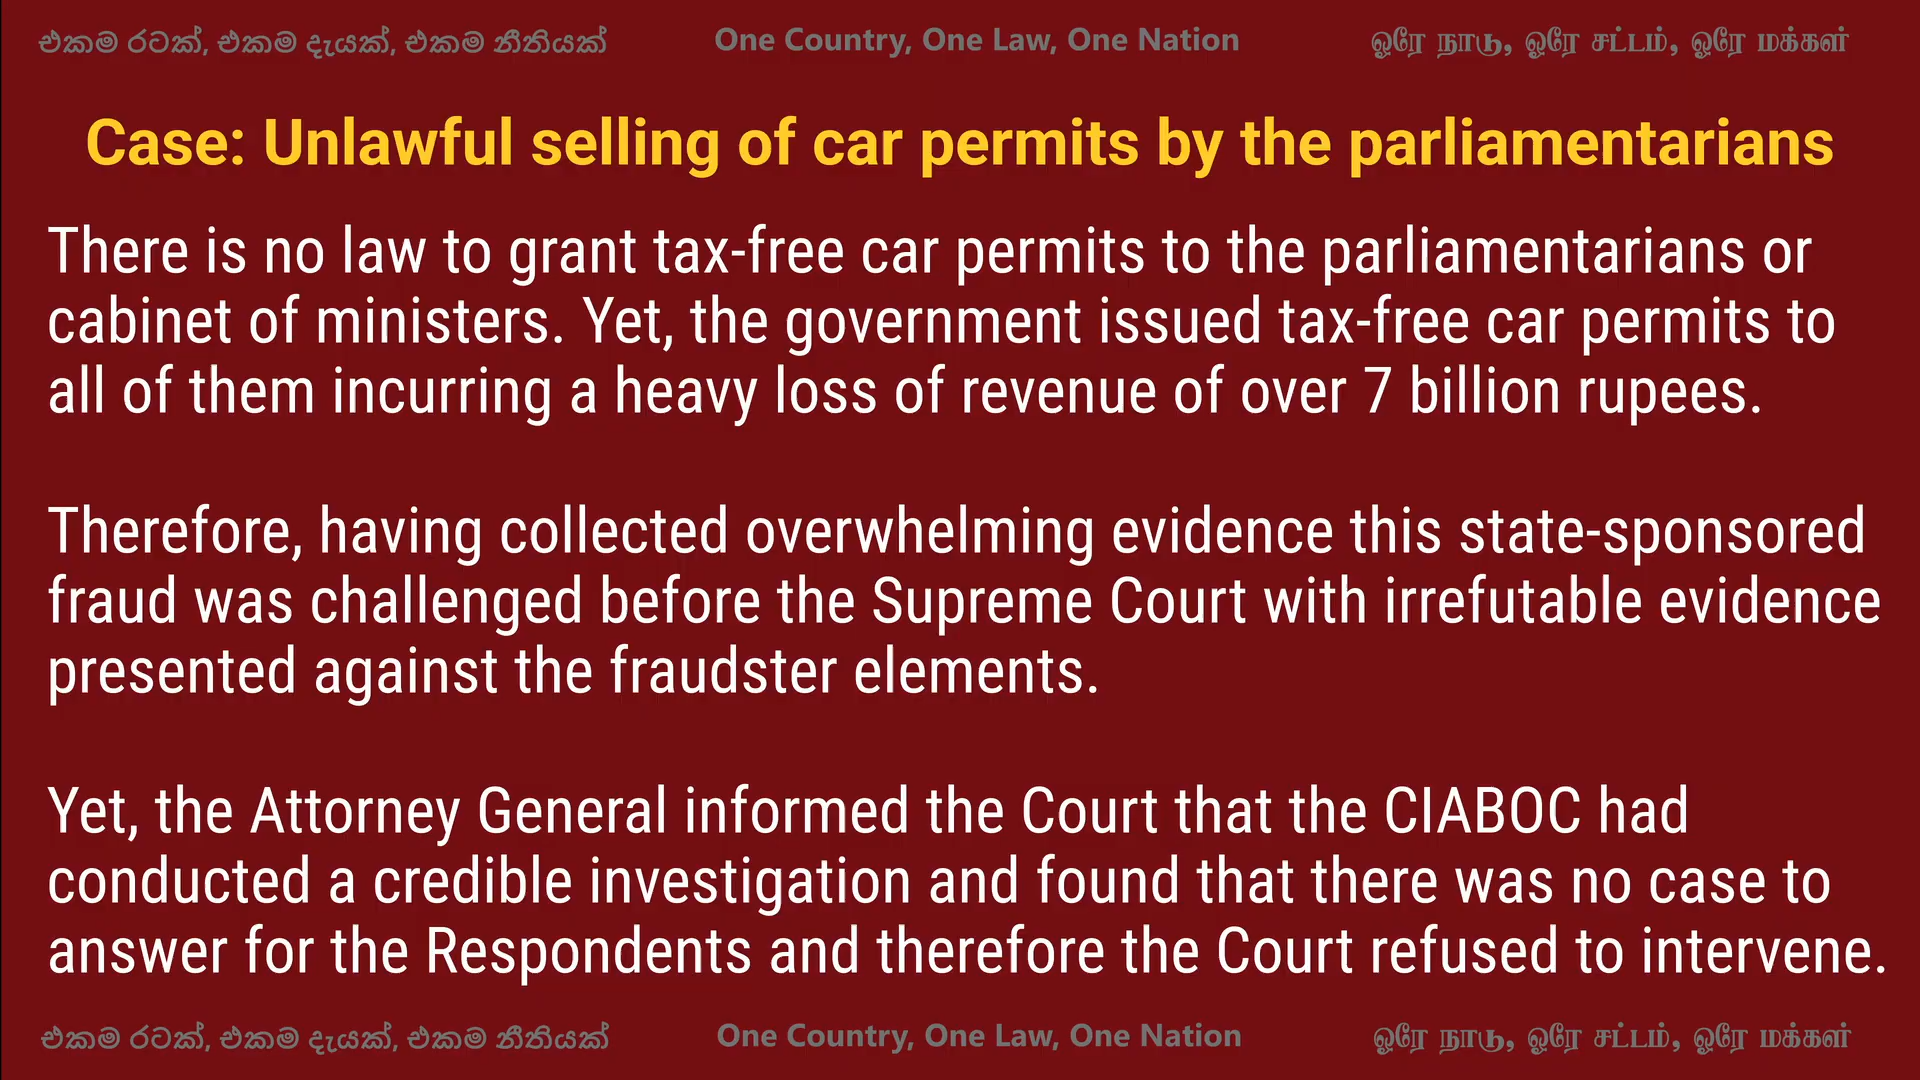 එකම රටක්, එකම දැයක්, එකම නීතියක්
One Country, One Law, One Nation
ஓரே நாடு, ஓரே சட்டம், ஓரே மக்கள்
Case: Unlawful selling of car permits by the parliamentarians
There is no law to grant tax-free car permits to the parliamentarians or
cabinet of ministers. Yet, the government issued tax-free car permits to
all of them incurring a heavy loss of revenue of over 7 billion rupees.
Therefore, having collected overwhelming evidence this state-sponsored
fraud was challenged before the Supreme Court with irrefutable evidence
presented against the fraudster elements.
Yet, the Attorney General informed the Court that the CIABOC had
conducted a credible investigation and found that there was no case to
answer for the Respondents and therefore the Court refused to intervene.
එකම රටක්, එකම දැයක්, එකම නීතියක්
One Country, One Law, One Nation
ஓரே நாடு, ஓரே சட்டம், ஓரே மக்கள்